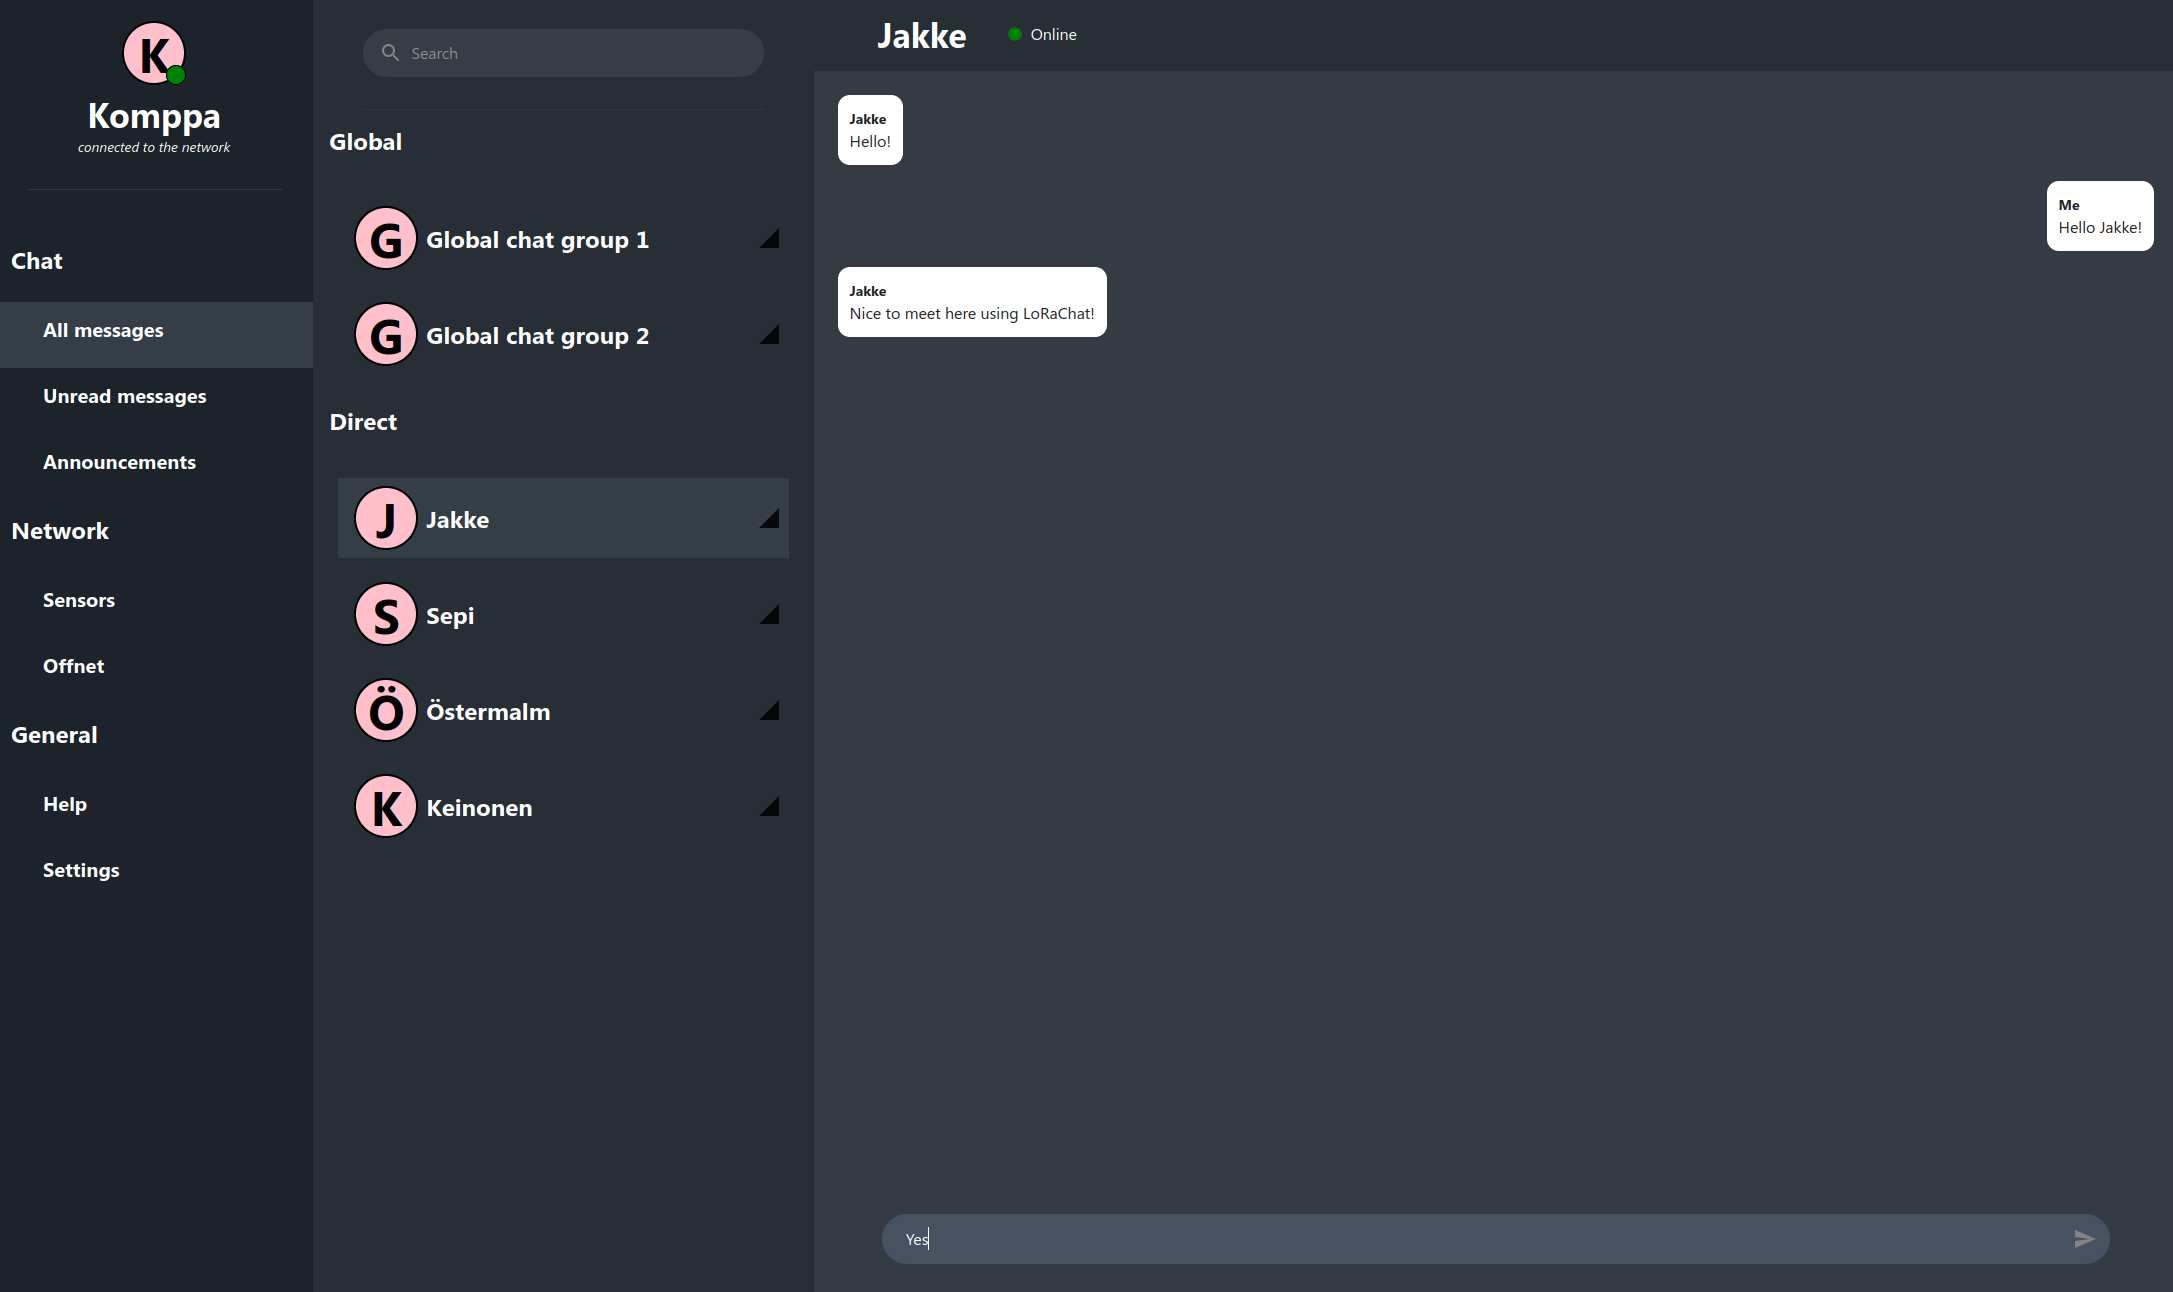 K
Komppa
connected to the network
Chat
All messages
Unread messages
Announcements
Network
Sensors
Offnet
General
Help
Settings
Search
Global
G Global chat group 1
G Global chat group 2
Direct
J Jakke
S Sepi
Ö Östermalm
K Keinonen
Jakke Online
Jakke
Hello!
Me
Hello Jakke!
Jakke
Nice to meet here using LoRaChat!
Yes